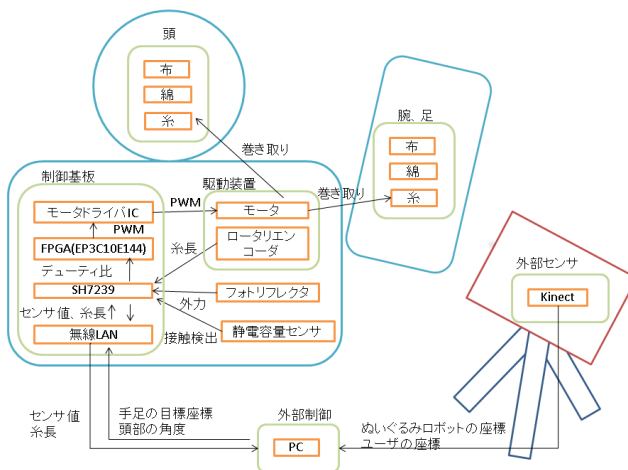 頭
布
綿
糸
腕、足
布
綿
糸
巻き取り
巻き取り
制御基板
駆動装置
モータドライバIC
PWM
モータ
PWM
FPGA(EP3C10E144)
ロータリエン
コーダ
糸長
デューティ比
SH7239
フォトリフレクタ
外力
センサ値、糸長
無線LAN
接触検出
静電容量センサ
外部センサ
Kinect
センサ値
糸長
手足の目標座標
頭部の角度
外部制御
PC
ぬいぐるみロボットの座標
ユーザの座標